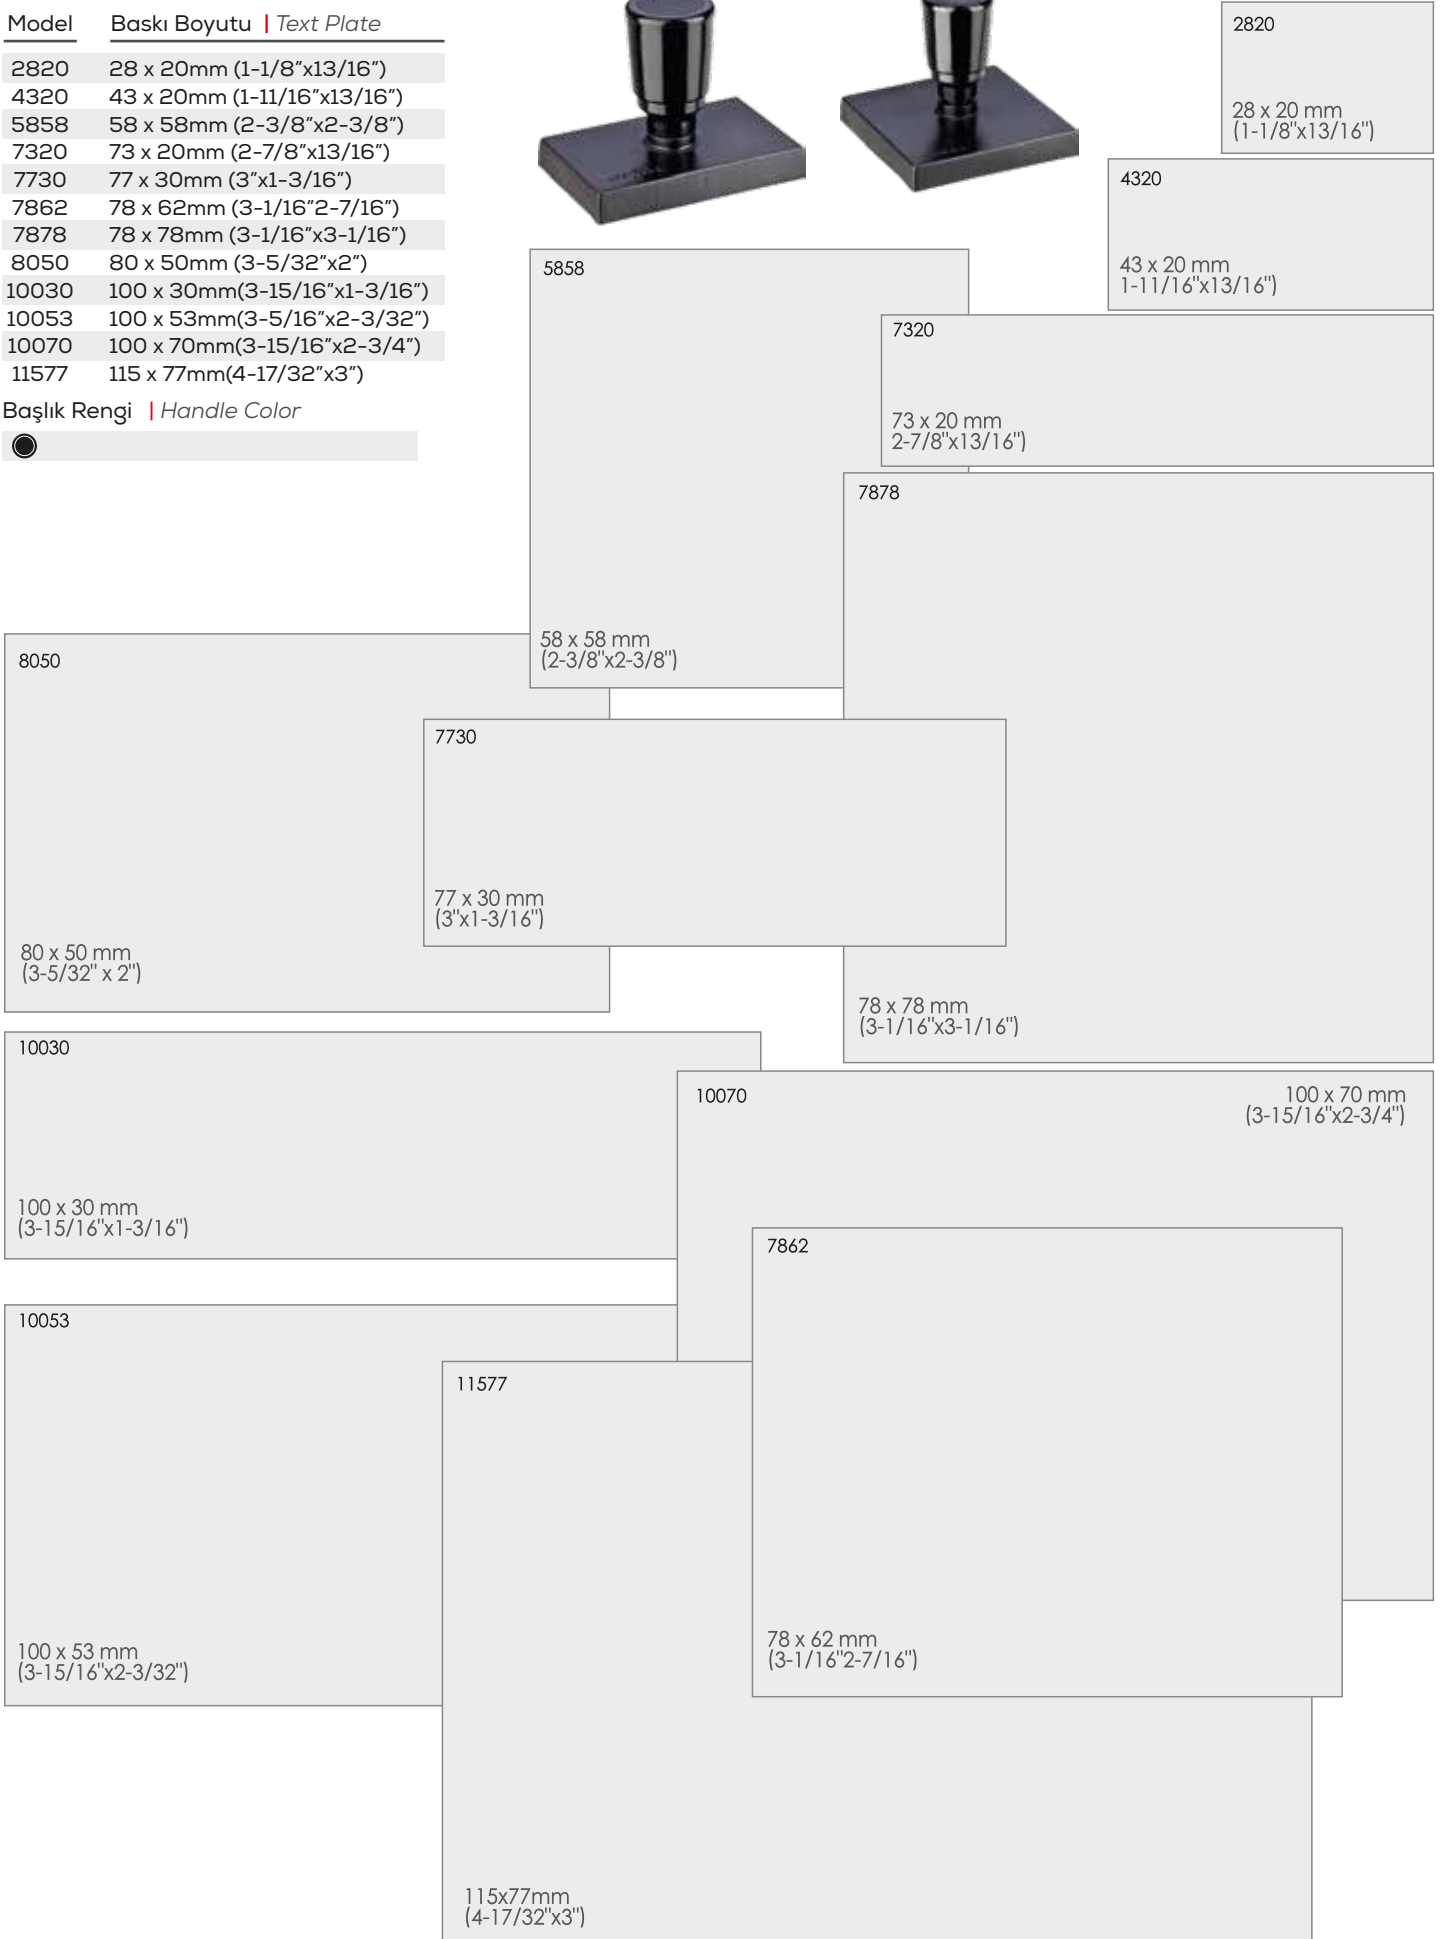 Model Baskı Boyutu | Text Plate
2820 28 x 20mm (1-1/8”x13/16”)
4320 43 x 20mm (1-11/16”x13/16”)
5858 58 x 58mm (2-3/8”x2-3/8”)
7320 73 x 20mm (2-7/8”x13/16”)
7730 77 x 30mm (3”x1-3/16”)
7862 78 x 62mm (3-1/16”2-7/16”)
7878 78 x 78mm (3-1/16”x3-1/16”)
8050 80 x 50mm (3-5/32”x2”)
10030 100 x 30mm(3-15/16”x1-3/16”)
10053 100 x 53mm(3-5/16”x2-3/32”)
10070 100 x 70mm(3-15/16”x2-3/4”)
11577 115 x 77mm(4-17/32”x3”)
Başlık Rengi | Handle Color
2820
28 x 20 mm
(1-1/8"x13/16")
4320
43 x 20 mm
1-11/16"x13/16")
5858
58 x 58 mm
(2-3/8"x2-3/8")
7320
73 x 20 mm
2-7/8"x13/16")
7878
78 x 78 mm
(3-1/16"x3-1/16")
8050
80 x 50 mm
(3-5/32" x 2")
7730
77 x 30 mm
(3"x1-3/16")
10030
100 x 30 mm
(3-15/16"x1-3/16")
10070
100 x 70 mm
(3-15/16"x2-3/4")
7862
78 x 62 mm
(3-1/16"2-7/16")
10053
100 x 53 mm
(3-15/16"x2-3/32")
11577
115x77mm
(4-17/32"x3")